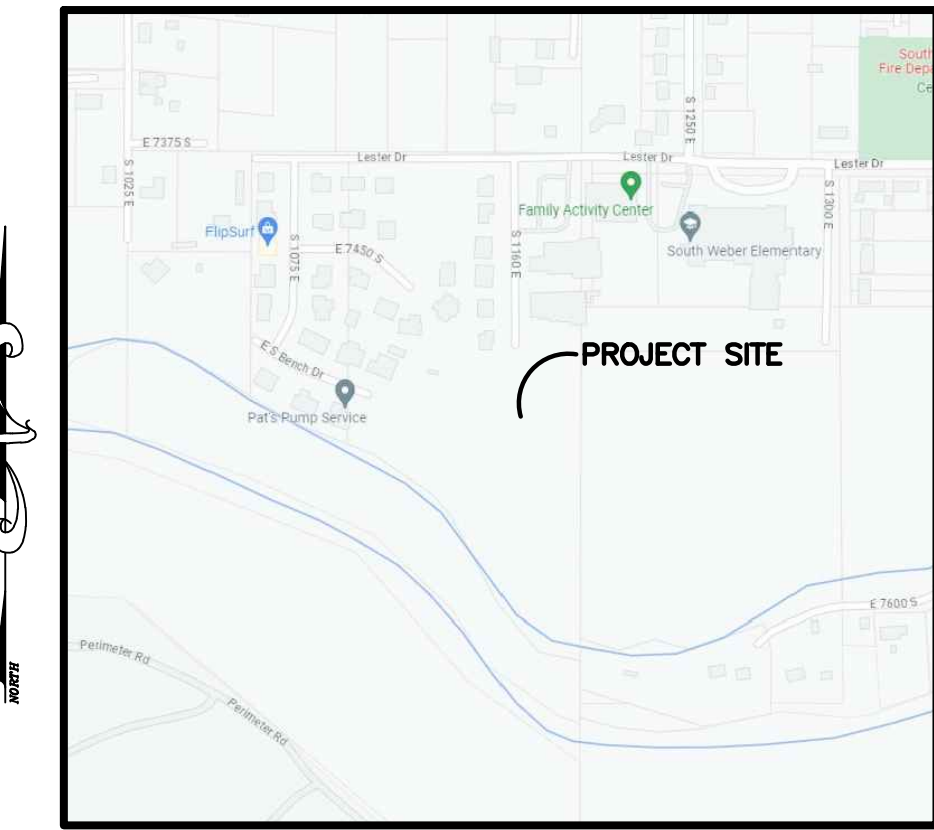 South
Fire Depa
Ce
S 1250 E
E 7375 S
Lester Dr
Lester Dr
Lester Dr
S 1025 E
S 1300 E
Family Activity Center
FlipSurf
S 1075 E
E 7450 S
S 1160 E
South Weber Elementary
PROJECT SITE
E S Bench Dr
Pat's Pump Service
E 7600 S
Perimeter Rd
NORTH
Perimeter Rd